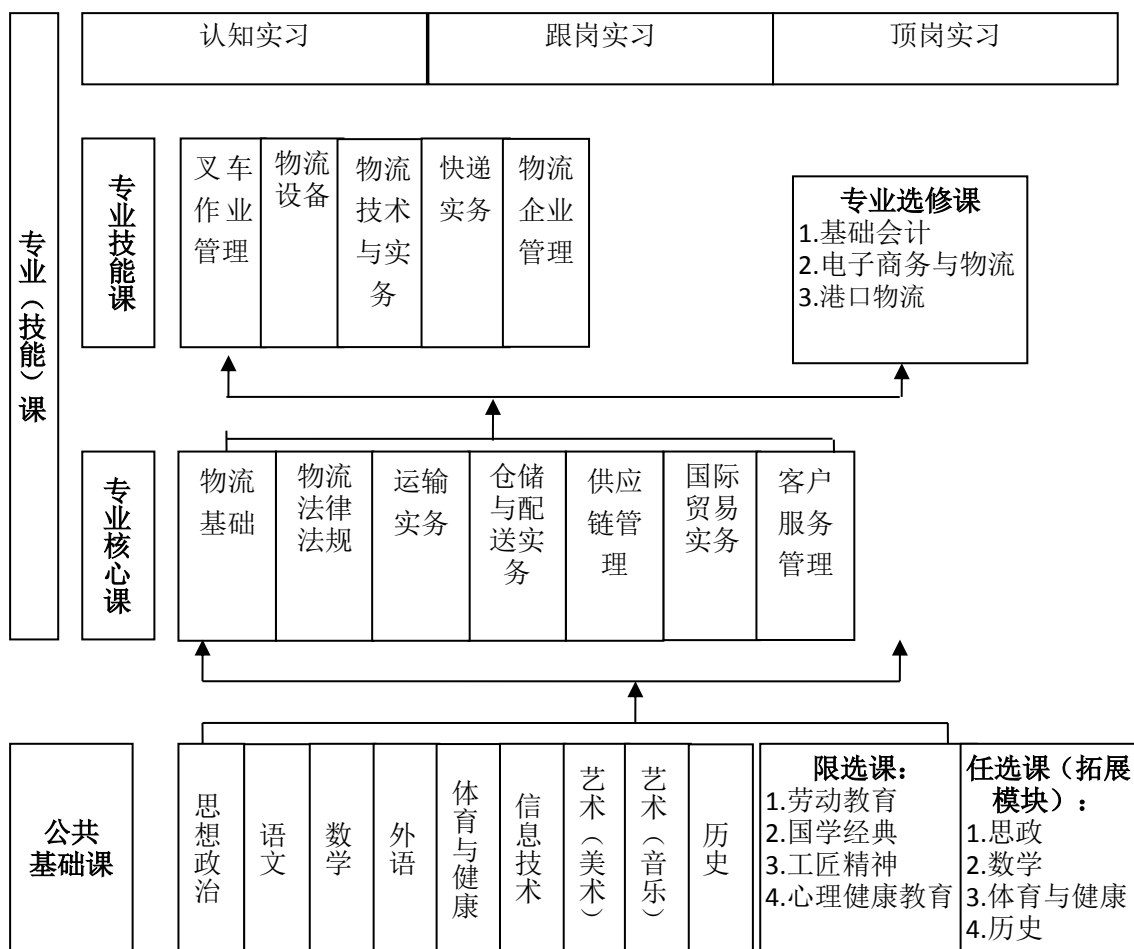 认知实习
跟岗实习
顶岗实习
专业（技能）课
专业技能课
叉车
作业
管理
物流
设备
物流
技术
与实
务
快递
实务
物流
企业
管理
专业选修课
1.基础会计
2.电子商务与物流
3.港口物流
专业核心课
物流
基础
物流
法律
法规
运输
实务
仓储
与配
送实
务
供应
链管
理
国际
贸易
实务
客户
服务
管理
公共
基础课
思想政治
语文
数学
外语
体育与健康
信息技术
艺术（美术）
艺术（音乐）
历史
限选课：
1.劳动教育
2.国学经典
3.工匠精神
4.心理健康教育
任选课（拓展
模块）：
1.思政
2.数学
3.体育与健康
4.历史